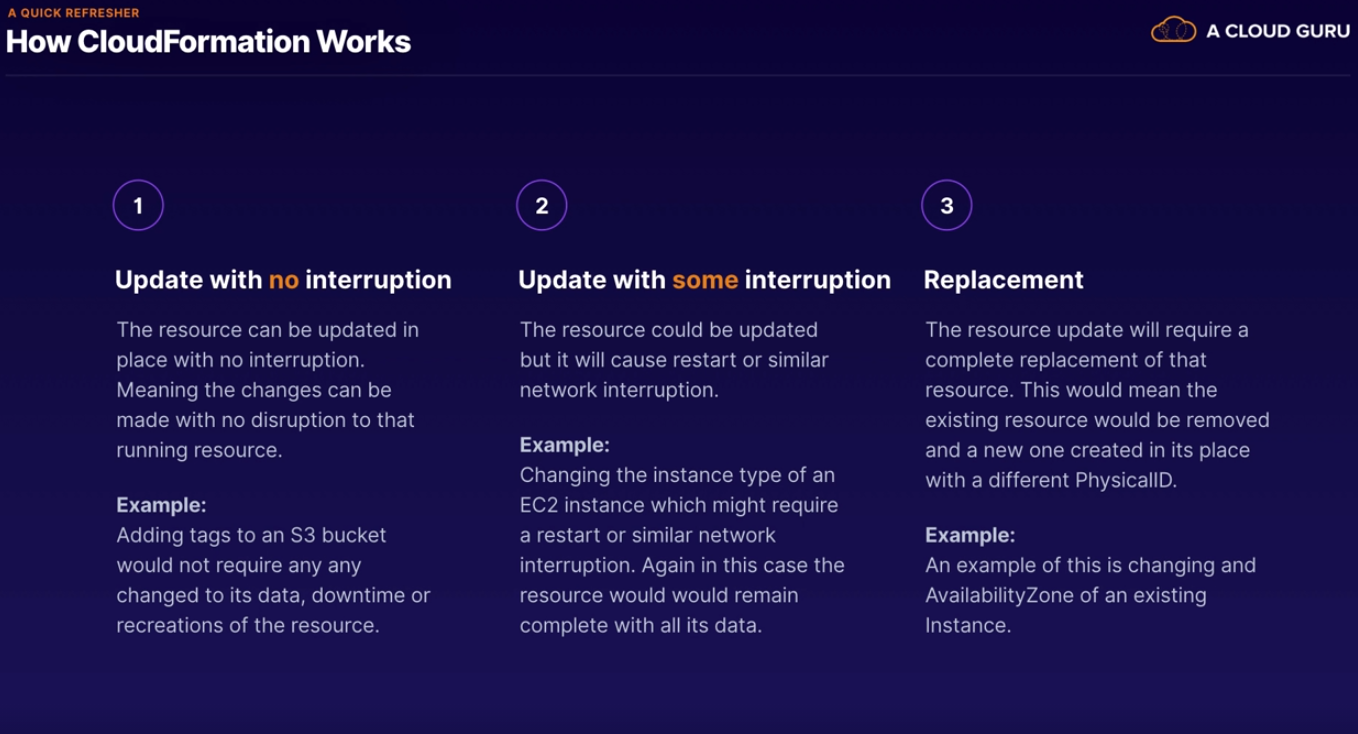 A QUICK REFRESHER
How CloudFormation Works
A CLOUD GURU
1
Update with no interruption
The resource can be updated in
place with no interruption.
Meaning the changes can be
made with no disruption to that
running resource.
Example:
Adding tags to an S3 bucket
would not require any any
changed to its data, downtime or
recreations of the resource.
2
Update with some interruption
The resource could be updated
but it will cause restart or similar
network interruption.
Example:
Changing the instance type of an
EC2 instance which might require
a restart or similar network
interruption. Again in this case the
resource would would remain
complete with all its data.
3
Replacement
The resource update will require a
complete replacement of that
resource. This would mean the
existing resource would be removed
and a new one created in its place
with a different PhysicalID.
Example:
An example of this is changing and
AvailabilityZone of an existing
Instance.